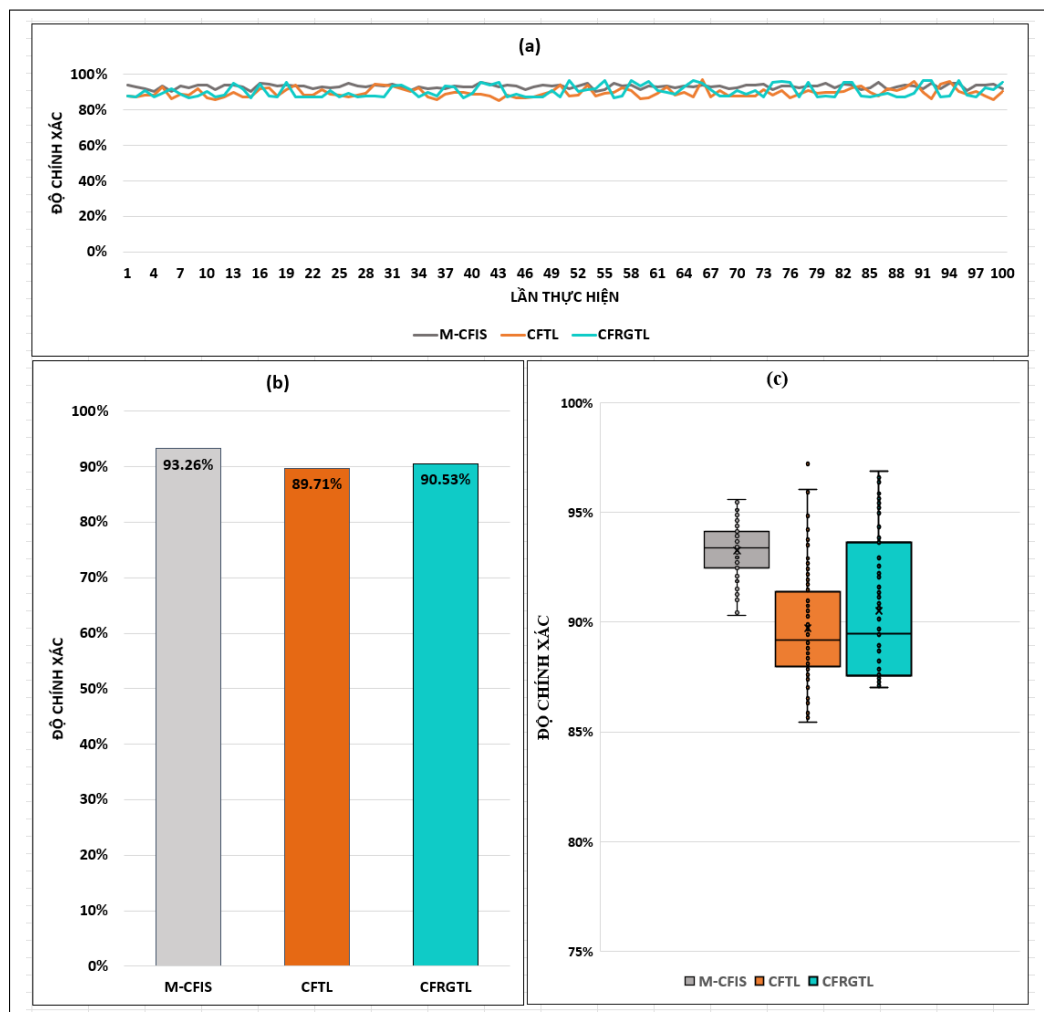 (a)
ĐỘ CHÍNH XÁC
100%
80%
60%
40%
20%
0%
1 4 7 10 13 16 19 22 25 28 31 34 37 40 43 46 49 52 55 58 61 64 67 70 73 76 79 82 85 88 91 94 97 100
LẦN THỰC HIỆN
M-CFIS CFTL CFRGTL
(b)
ĐỘ CHÍNH XÁC
100%
90%
80%
70%
60%
50%
40%
30%
20%
10%
0%
93.26% 89.71% 90.53%
M-CFIS CFTL CFRGTL
(c)
ĐỘ CHÍNH XÁC
100%
95%
90%
85%
80%
75%
M-CFIS CFTL CFRGTL